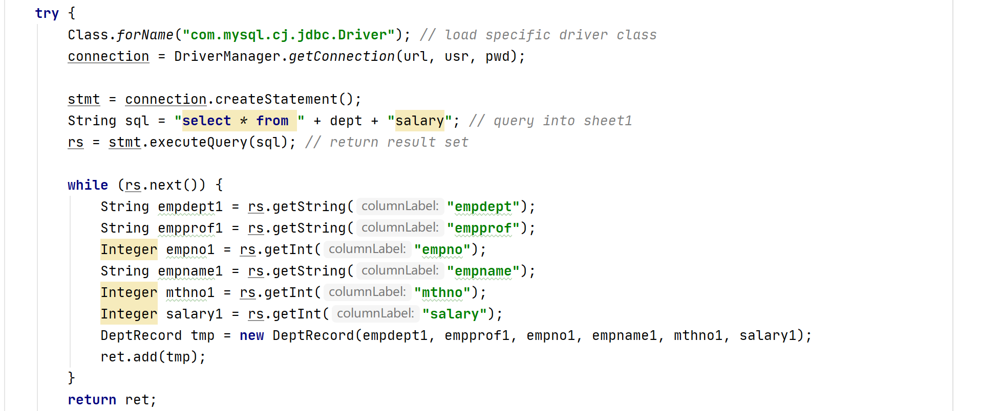 try {
Class.forName("com.mysql.cj.jdbc.Driver"); // load specific driver class
connection = DriverManager.getConnection(url, usr, pwd);
stmt = connection.createStatement();
String sql = "select * from " + dept + "salary"; // query into sheet1
rs = stmt.executeQuery(sql); // return result set
while (rs.next()) {
String empdept1 = rs.getString( columnLabel: "empdept");
String empprof1 = rs.getString( columnLabel: "empprof");
Integer empno1 = rs.getInt( columnLabel: "empno");
String empname1 = rs.getString( columnLabel: "empname");
Integer mthno1 = rs.getInt( columnLabel: "mthno");
Integer salary1 = rs.getInt( columnLabel: "salary");
DeptRecord tmp = new DeptRecord(empdept1, empprof1, empno1, empname1, mthno1, salary1);
ret.add(tmp);
}
return ret;